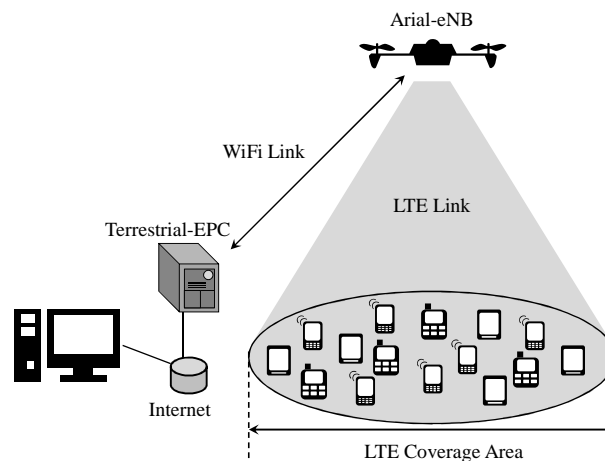 Arial-eNB
WiFi Link
LTE Link
Terrestrial-EPC
Internet
LTE Coverage Area